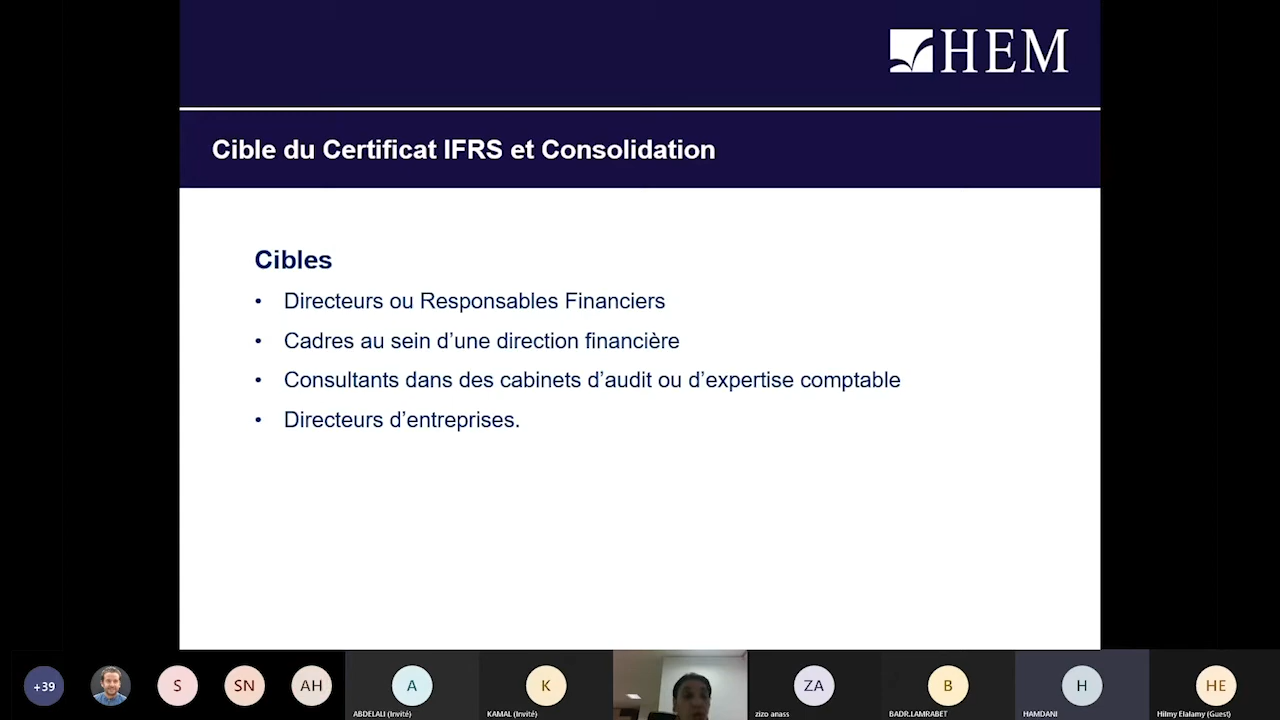 HEM
Cible du Certificat IFRS et Consolidation
Cibles
• Directeurs ou Responsables Financiers
• Cadres au sein d'une direction financière
• Consultants dans des cabinets d'audit ou d'expertise comptable
• Directeurs d'entreprises.
+39
S
SN
AH
A
K
ZA
B
H
HE
ABDELALI (Invité)
KAMAL (Invité)
zizo anass
BADR.LAMRABET
HAMDANI
Hilmy Elalamy (Guest)